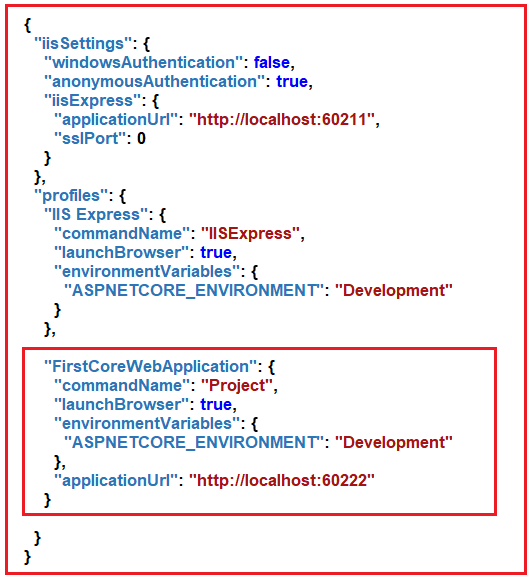 {
"iisSettings": {
"windowsAuthentication": false,
"anonymousAuthentication": true,
"iisExpress": {
"applicationUrl": "http://localhost:60211",
"sslPort": 0
}
},
"profiles": {
"IIS Express": {
"commandName": "IISExpress",
"launchBrowser": true,
"environmentVariables": {
"ASPNETCORE_ENVIRONMENT": "Development"
}
},
"FirstCoreWebApplication": {
"commandName": "Project",
"launchBrowser": true,
"environmentVariables": {
"ASPNETCORE_ENVIRONMENT": "Development"
},
"applicationUrl": "http://localhost:60222"
}
}
}